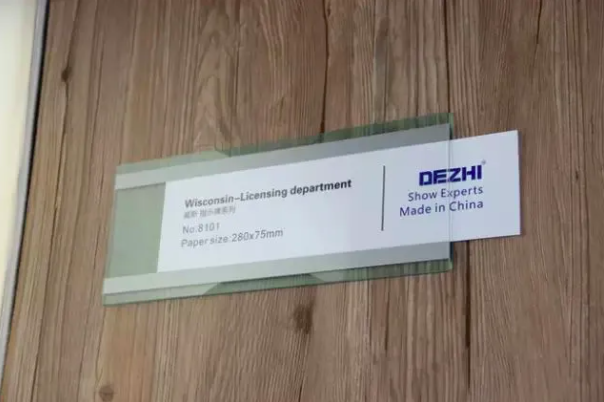 Wisconsin-Licensing department
No:8101
Paper size:280x75mm
DEZHI®
Show Experts
Made in China